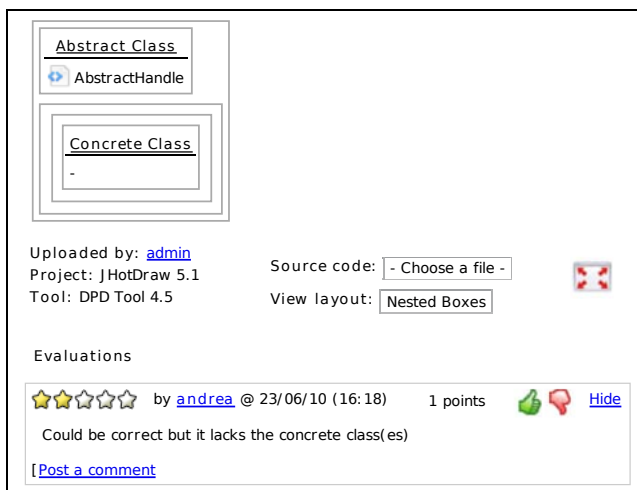 Abstract Class
AbstractHandle
Concrete Class
-
Uploaded by: admin
Project: JHotDraw 5.1
Tool: DPD Tool 4.5
Source code: - Choose a file -
View layout: Nested Boxes
Evaluations
by andrea @ 23/06/10 (16:18) 1 points Hide
Could be correct but it lacks the concrete class(es)
[Post a comment